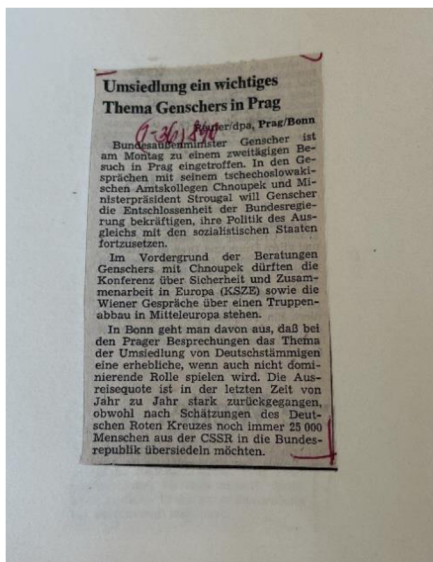 Umsiedlung ein wichtiges
Thema Genschers in Prag
dpa, Prag/Bonn
Bundesaußenminister Genscher ist
am Montag zu einem zweitägigen Be-
such in Prag eingetroffen. In den Ge-
sprächen mit seinem tschechoslowaki-
schen Amtskollegen Chnoupek und Mi-
nisterpräsident Strougal will Genscher
die Entschlossenheit der Bundesregie-
rung bekräftigen, ihre Politik des Aus-
gleichs mit den sozialistischen Staaten
fortzusetzen.
Im Vordergrund der Beratungen
Genschers mit Chnoupek dürften die
Konferenz über Sicherheit und Zusam-
menarbeit in Europa (KSZE) sowie die
Wiener Gespräche über einen Truppen-
abbau in Mitteleuropa stehen.
In Bonn geht man davon aus, daß bei
den Prager Besprechungen das Thema
der Umsiedlung von Deutschstämmigen
eine erhebliche, wenn auch nicht domi-
nierende Rolle spielen wird. Die Aus-
reisequote ist in der letzten Zeit von
Jahr zu Jahr stark zurückgegangen,
obwohl nach Schätzungen des Deut-
schen Roten Kreuzes noch immer 25 000
Menschen aus der CSSR in die Bundes-
republik übersiedeln möchten.